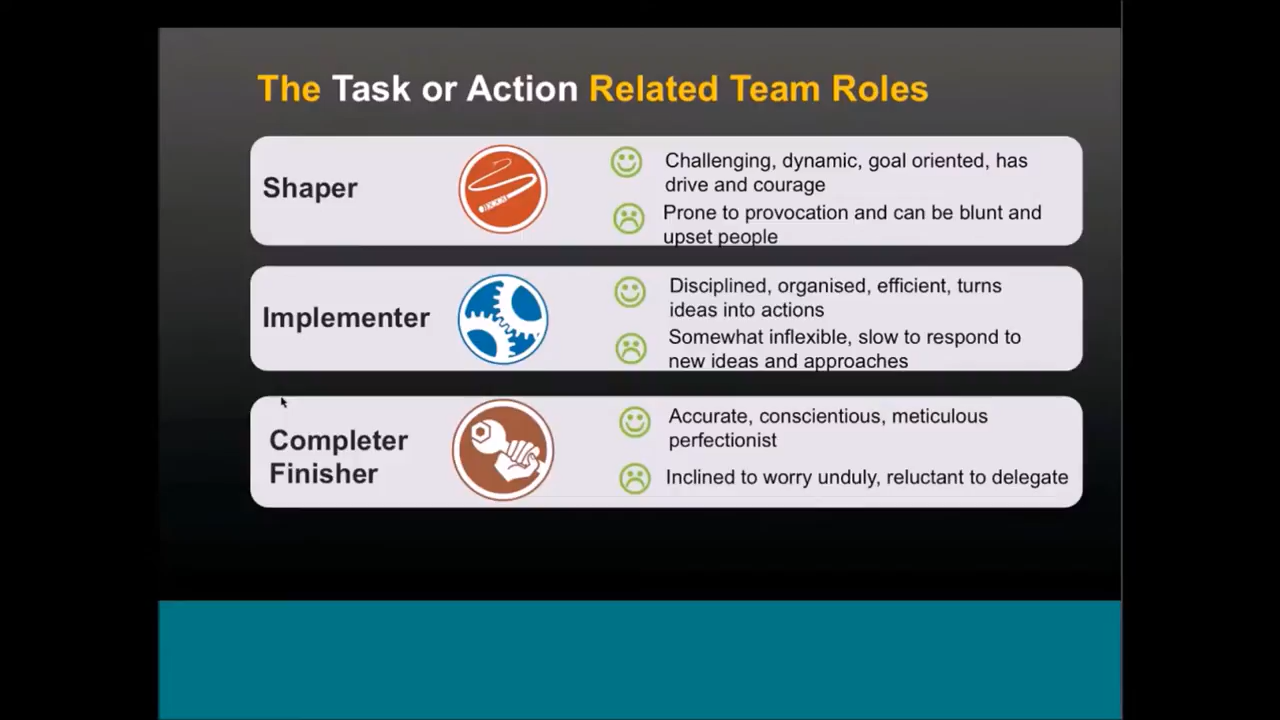 The Task or Action Related Team Roles
Shaper
Challenging, dynamic, goal oriented, has
drive and courage
Prone to provocation and can be blunt and
upset people
Implementer
Disciplined, organised, efficient, turns
ideas into actions
Somewhat inflexible, slow to respond to
new ideas and approaches
Completer
Finisher
Accurate, conscientious, meticulous
perfectionist
Inclined to worry unduly, reluctant to delegate